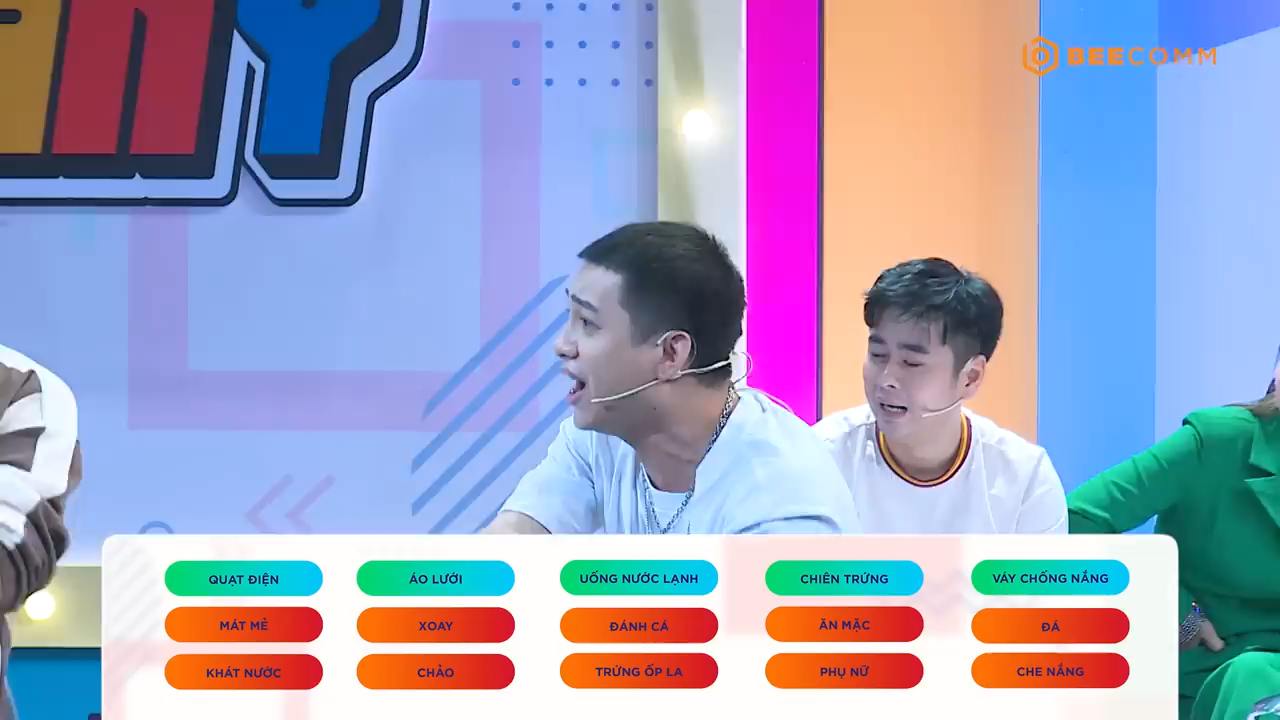 BEECOMM
QUẠT ĐIỆN
ÁO LƯỚI
UỐNG NƯỚC LẠNH
CHIÊN TRỨNG
VÁY CHỐNG NẮNG
MÁT MẺ
XOAY
ĐÁNH CÁ
ĂN MẶC
ĐÁ
KHÁT NƯỚC
CHẢO
TRỨNG ỐP LA
PHỤ NỮ
CHE NẮNG